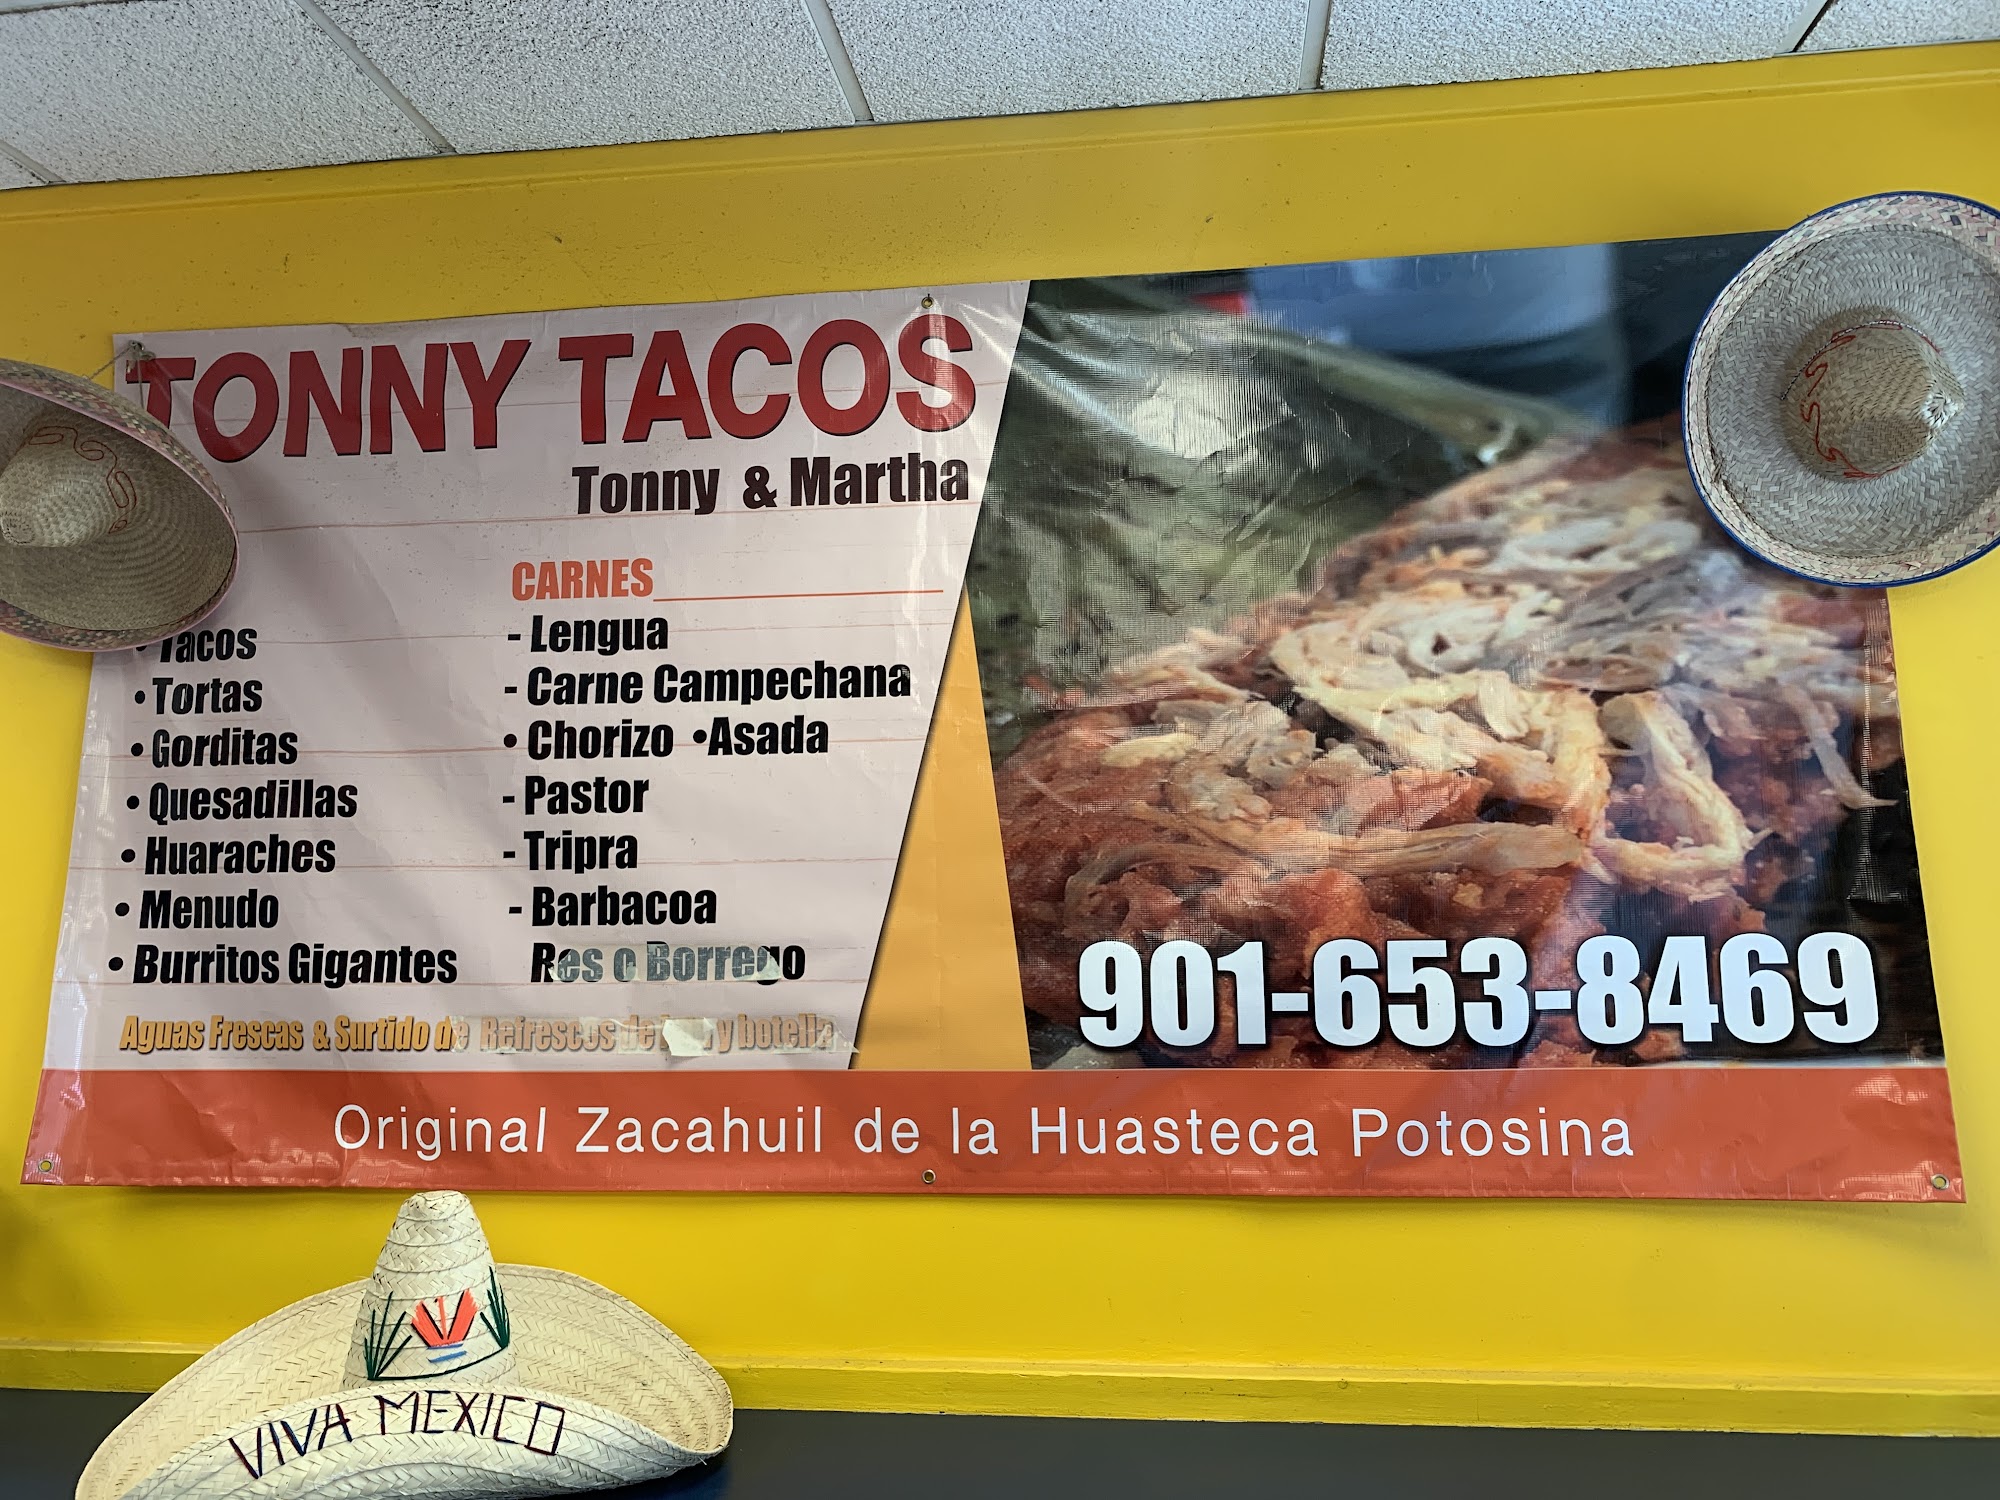 TONNY TACOS
Tonny & Martha
• Tacos
• Tortas
• Gorditas
• Quesadillas
• Huaraches
• Menudo
• Burritos Gigantes
CARNES
- Lengua
- Carne Campechana
• Chorizo •Asada
- Pastor
- Tripra
- Barbacoa
Res o Borrego
Aguas Frescas & Surtido de Refrescos de y botella
901-653-8469
Original Zacahuil de la Huasteca Potosina
VIVA MEXICO